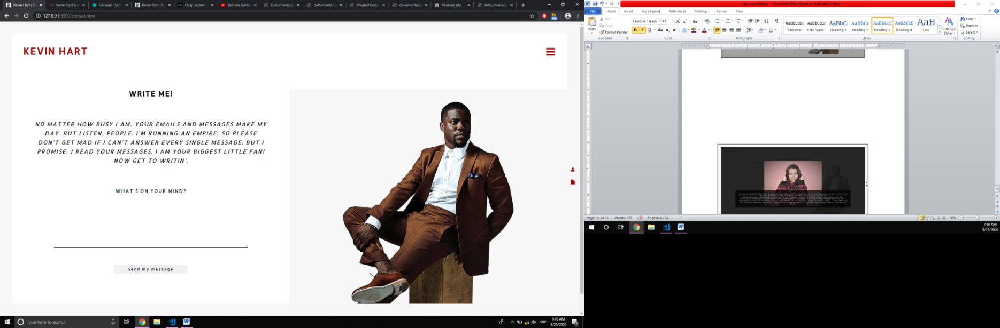 Kevin Hart | Co
Kevin Hart No
General | Setti
Kevin Hart | H
Ovaj nastavni
Belinda Carlisl
Dokumentaci
dokumentacij
Pregled bodo
dokumentacij
Yankees site
Dokumentaci
127.0.0.1:5500/contact.html
KEVIN HART
WRITE ME!
NO MATTER HOW BUSY I AM, YOUR EMAILS AND MESSAGES MAKE MY
DAY. BUT LISTEN, PEOPLE. I'M RUNNING AN EMPIRE, SO PLEASE
DON'T GET MAD IF I CAN'T ANSWER EVERY SINGLE MESSAGE. BUT I
PROMISE, I READ YOUR MESSAGES. I AM YOUR BIGGEST LITTLE FAN!
NOW GET TO WRITIN'.
WHAT'S ON YOUR MIND?
Send my message
Type here to search
SRP
7:10 AM
3/25/2020
2
documentation - Microsoft Word (Product Activation Failed)
File Home Insert Page Layout References Mailings Review View
Paste
Cut
Copy
Format Painter
Clipboard
Cambria (Headi 11
Font
Paragraph
AaBbCcDc AaBbCcDc AaBbC AaBbCc AaBbCcI AaBbCcD AaB
¶ Normal ¶ No Spaci... Heading 1 Heading 2 Heading 3 Heading 4 Title
Change
Styles
Styles
Find
Replace
Select
Editing
Page: 11 of 11 Words: 177 English (U.S.) 90%
7:10 AM
3/25/2020